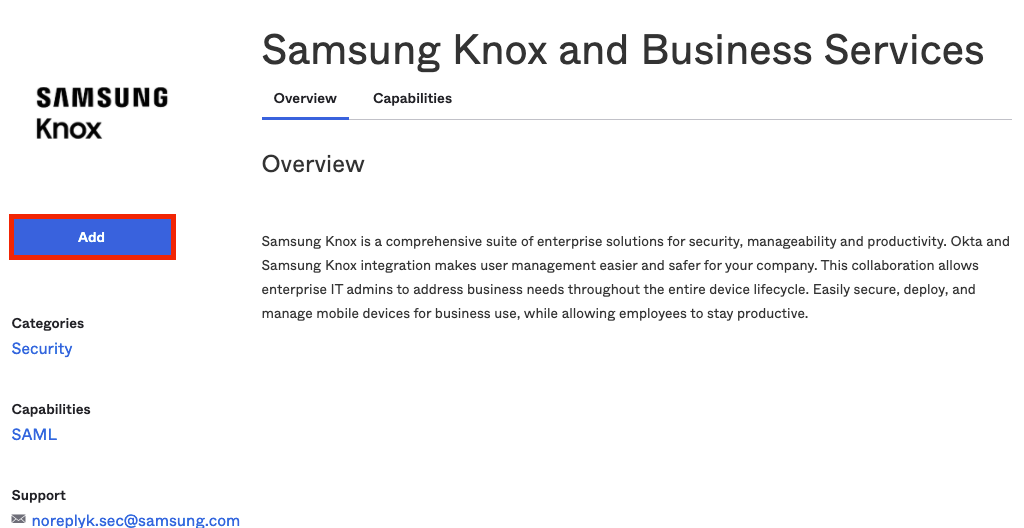 SAMSUNG
Knox
Add
Categories
Security
Capabilities
SAML
Support
noreplyk.sec@samsung.com
Samsung Knox and Business Services
Overview Capabilities
Overview
Samsung Knox is a comprehensive suite of enterprise solutions for security, manageability and productivity. Okta and
Samsung Knox integration makes user management easier and safer for your company. This collaboration allows
enterprise IT admins to address business needs throughout the entire device lifecycle. Easily secure, deploy, and
manage mobile devices for business use, while allowing employees to stay productive.